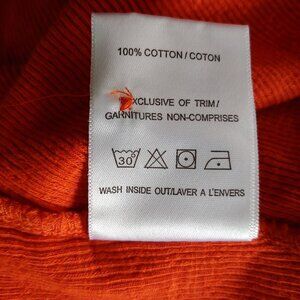 100% COTTON / COTON
EXCLUSIVE OF TRIM /
GARNITURES NON-COMPRISES
30°
WASH INSIDE OUT/LAVER A L'ENVERS